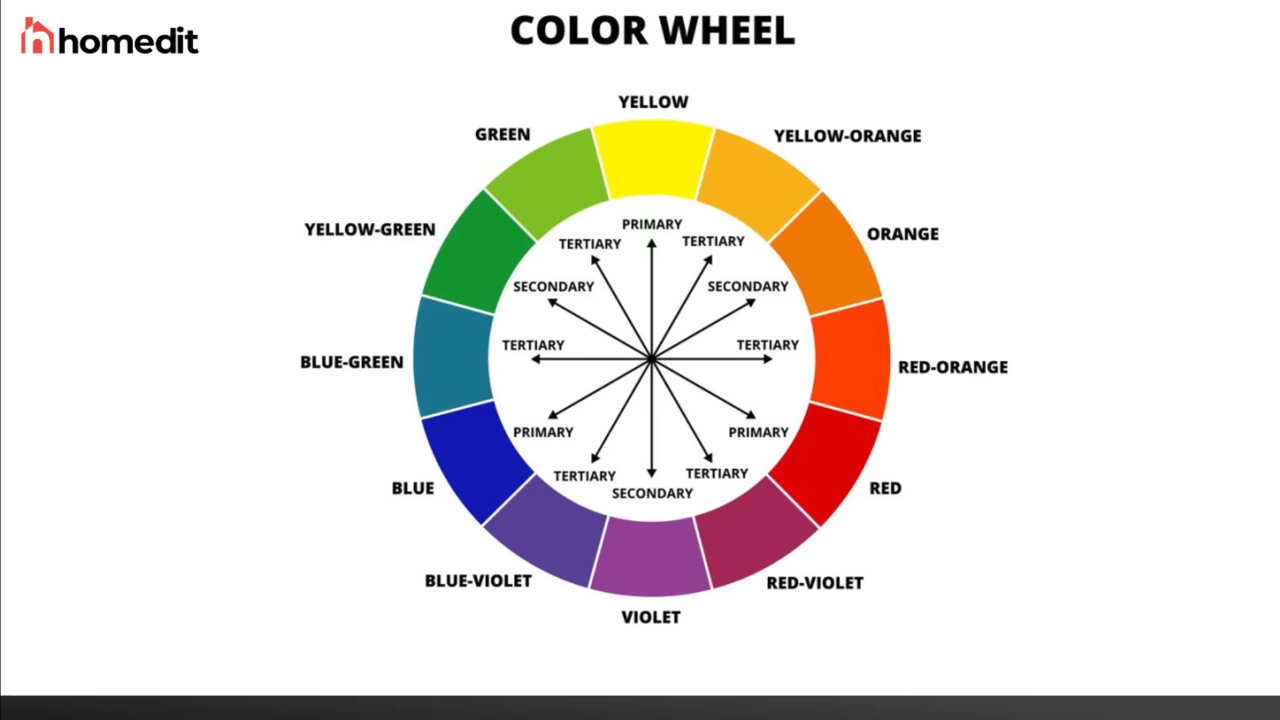 homedit
COLOR WHEEL
YELLOW
GREEN
YELLOW-ORANGE
YELLOW-GREEN
ORANGE
PRIMARY
TERTIARY
TERTIARY
SECONDARY
SECONDARY
TERTIARY
TERTIARY
BLUE-GREEN
RED-ORANGE
PRIMARY
PRIMARY
TERTIARY
TERTIARY
SECONDARY
BLUE
RED
BLUE-VIOLET
RED-VIOLET
VIOLET